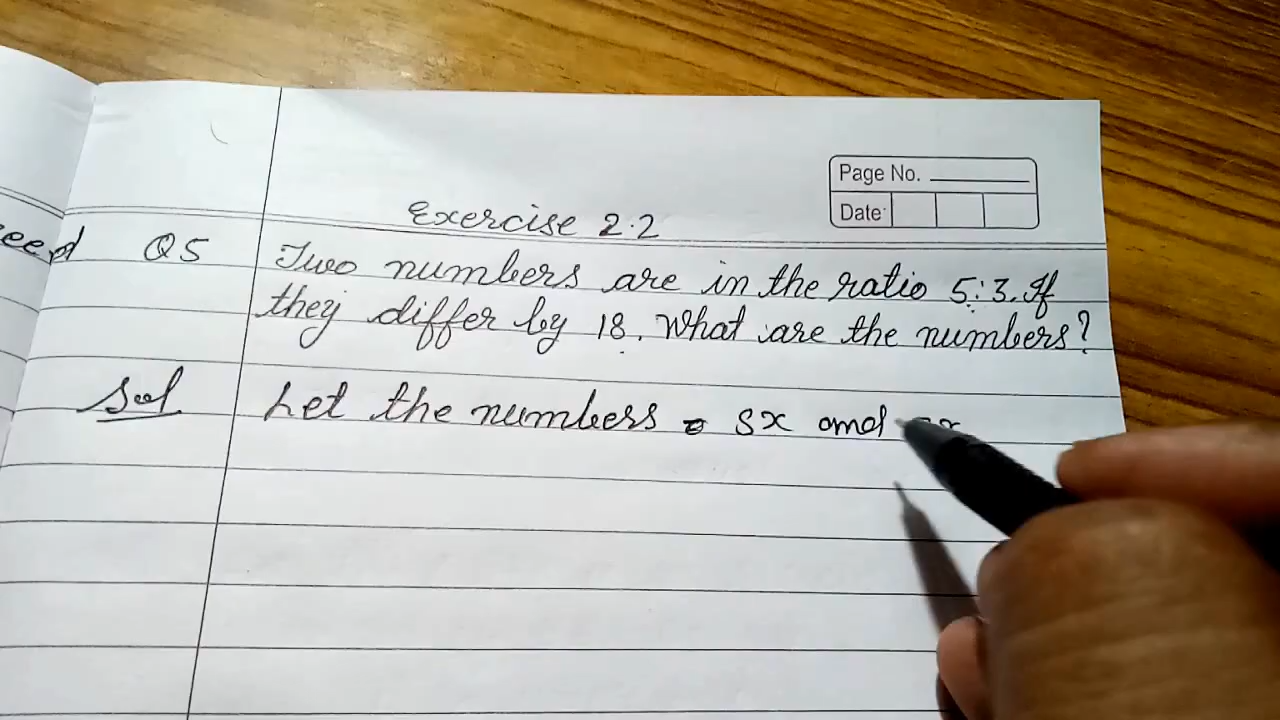 Page No.
Date
Exercise 2.2
Q5 Two numbers are in the ratio 5:3. If
they differ by 18. What are the numbers?
Sol Let the numbers = 5x and